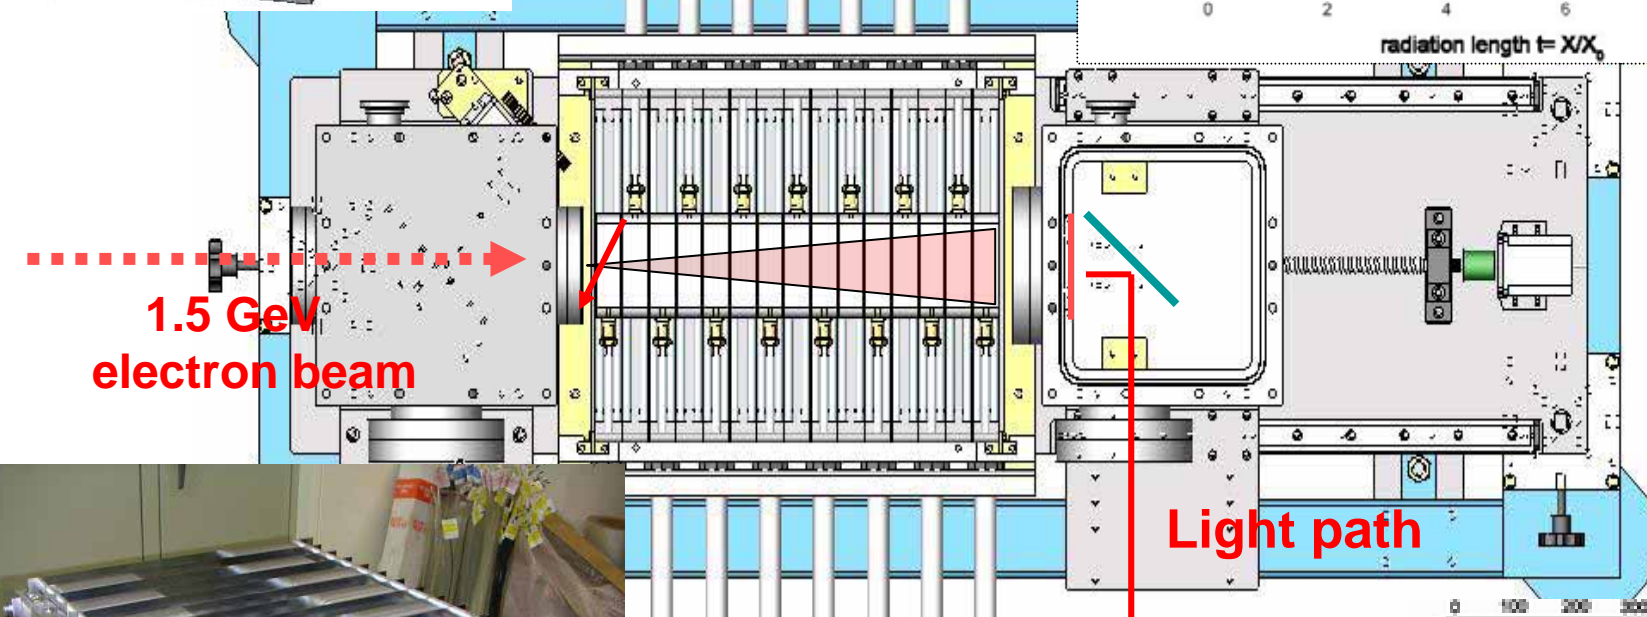 0 2 4 6
radiation length t= X/X0
1.5 GeV
electron beam
Light path
0 100 200 300